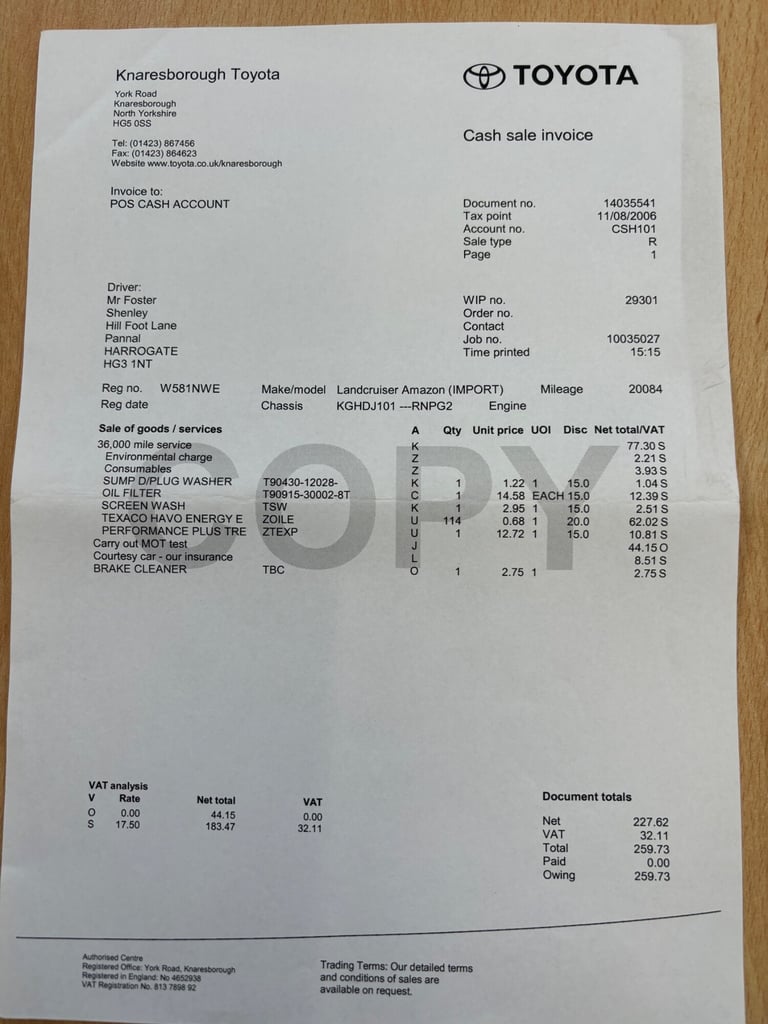 Knaresborough Toyota
York Road
Knaresborough
North Yorkshire
HG5 0SS
Tel: (01423) 867456
Fax: (01423) 864623
Website www.toyota.co.uk/knaresborough
TOYOTA
Cash sale invoice
Invoice to:
POS CASH ACCOUNT
Document no. 14035541
Tax point 11/08/2006
Account no. CSH101
Sale type R
Page 1
Driver:
Mr Foster
Shenley
Hill Foot Lane
Pannal
HARROGATE
HG3 1NT
WIP no. 29301
Order no.
Contact
Job no. 10035027
Time printed 15:15
Reg no. W581NWE Make/model Landcruiser Amazon (IMPORT) Mileage 20084
Reg date Chassis KGHDJ101 ---RNPG2 Engine
Sale of goods / services A Qty Unit price UOI Disc Net total/VAT
36,000 mile service K 77.30 S
Environmental charge Z 2.21 S
Consumables Z 3.93 S
SUMP D/PLUG WASHER T90430-12028- K 1 1.22 1 15.0 1.04 S
OIL FILTER T90915-30002-8T C 1 14.58 EACH 15.0 12.39 S
SCREEN WASH TSW K 1 2.95 1 15.0 2.51 S
TEXACO HAVO ENERGY E ZOILE U 114 0.68 1 20.0 62.02 S
PERFORMANCE PLUS TRE ZTEXP U 1 12.72 1 15.0 10.81 S
Carry out MOT test J 44.15 O
Courtesy car - our insurance L 8.51 S
BRAKE CLEANER TBC O 1 2.75 1 2.75 S
COPY
VAT analysis
V Rate Net total VAT
O 0.00 44.15 0.00
S 17.50 183.47 32.11
Document totals
Net 227.62
VAT 32.11
Total 259.73
Paid 0.00
Owing 259.73
Authorised Centre
Registered Office: York Road, Knaresborough
Registered in England: No 4652938
VAT Registration No. 813 7898 92
Trading Terms: Our detailed terms
and conditions of sales are
available on request.